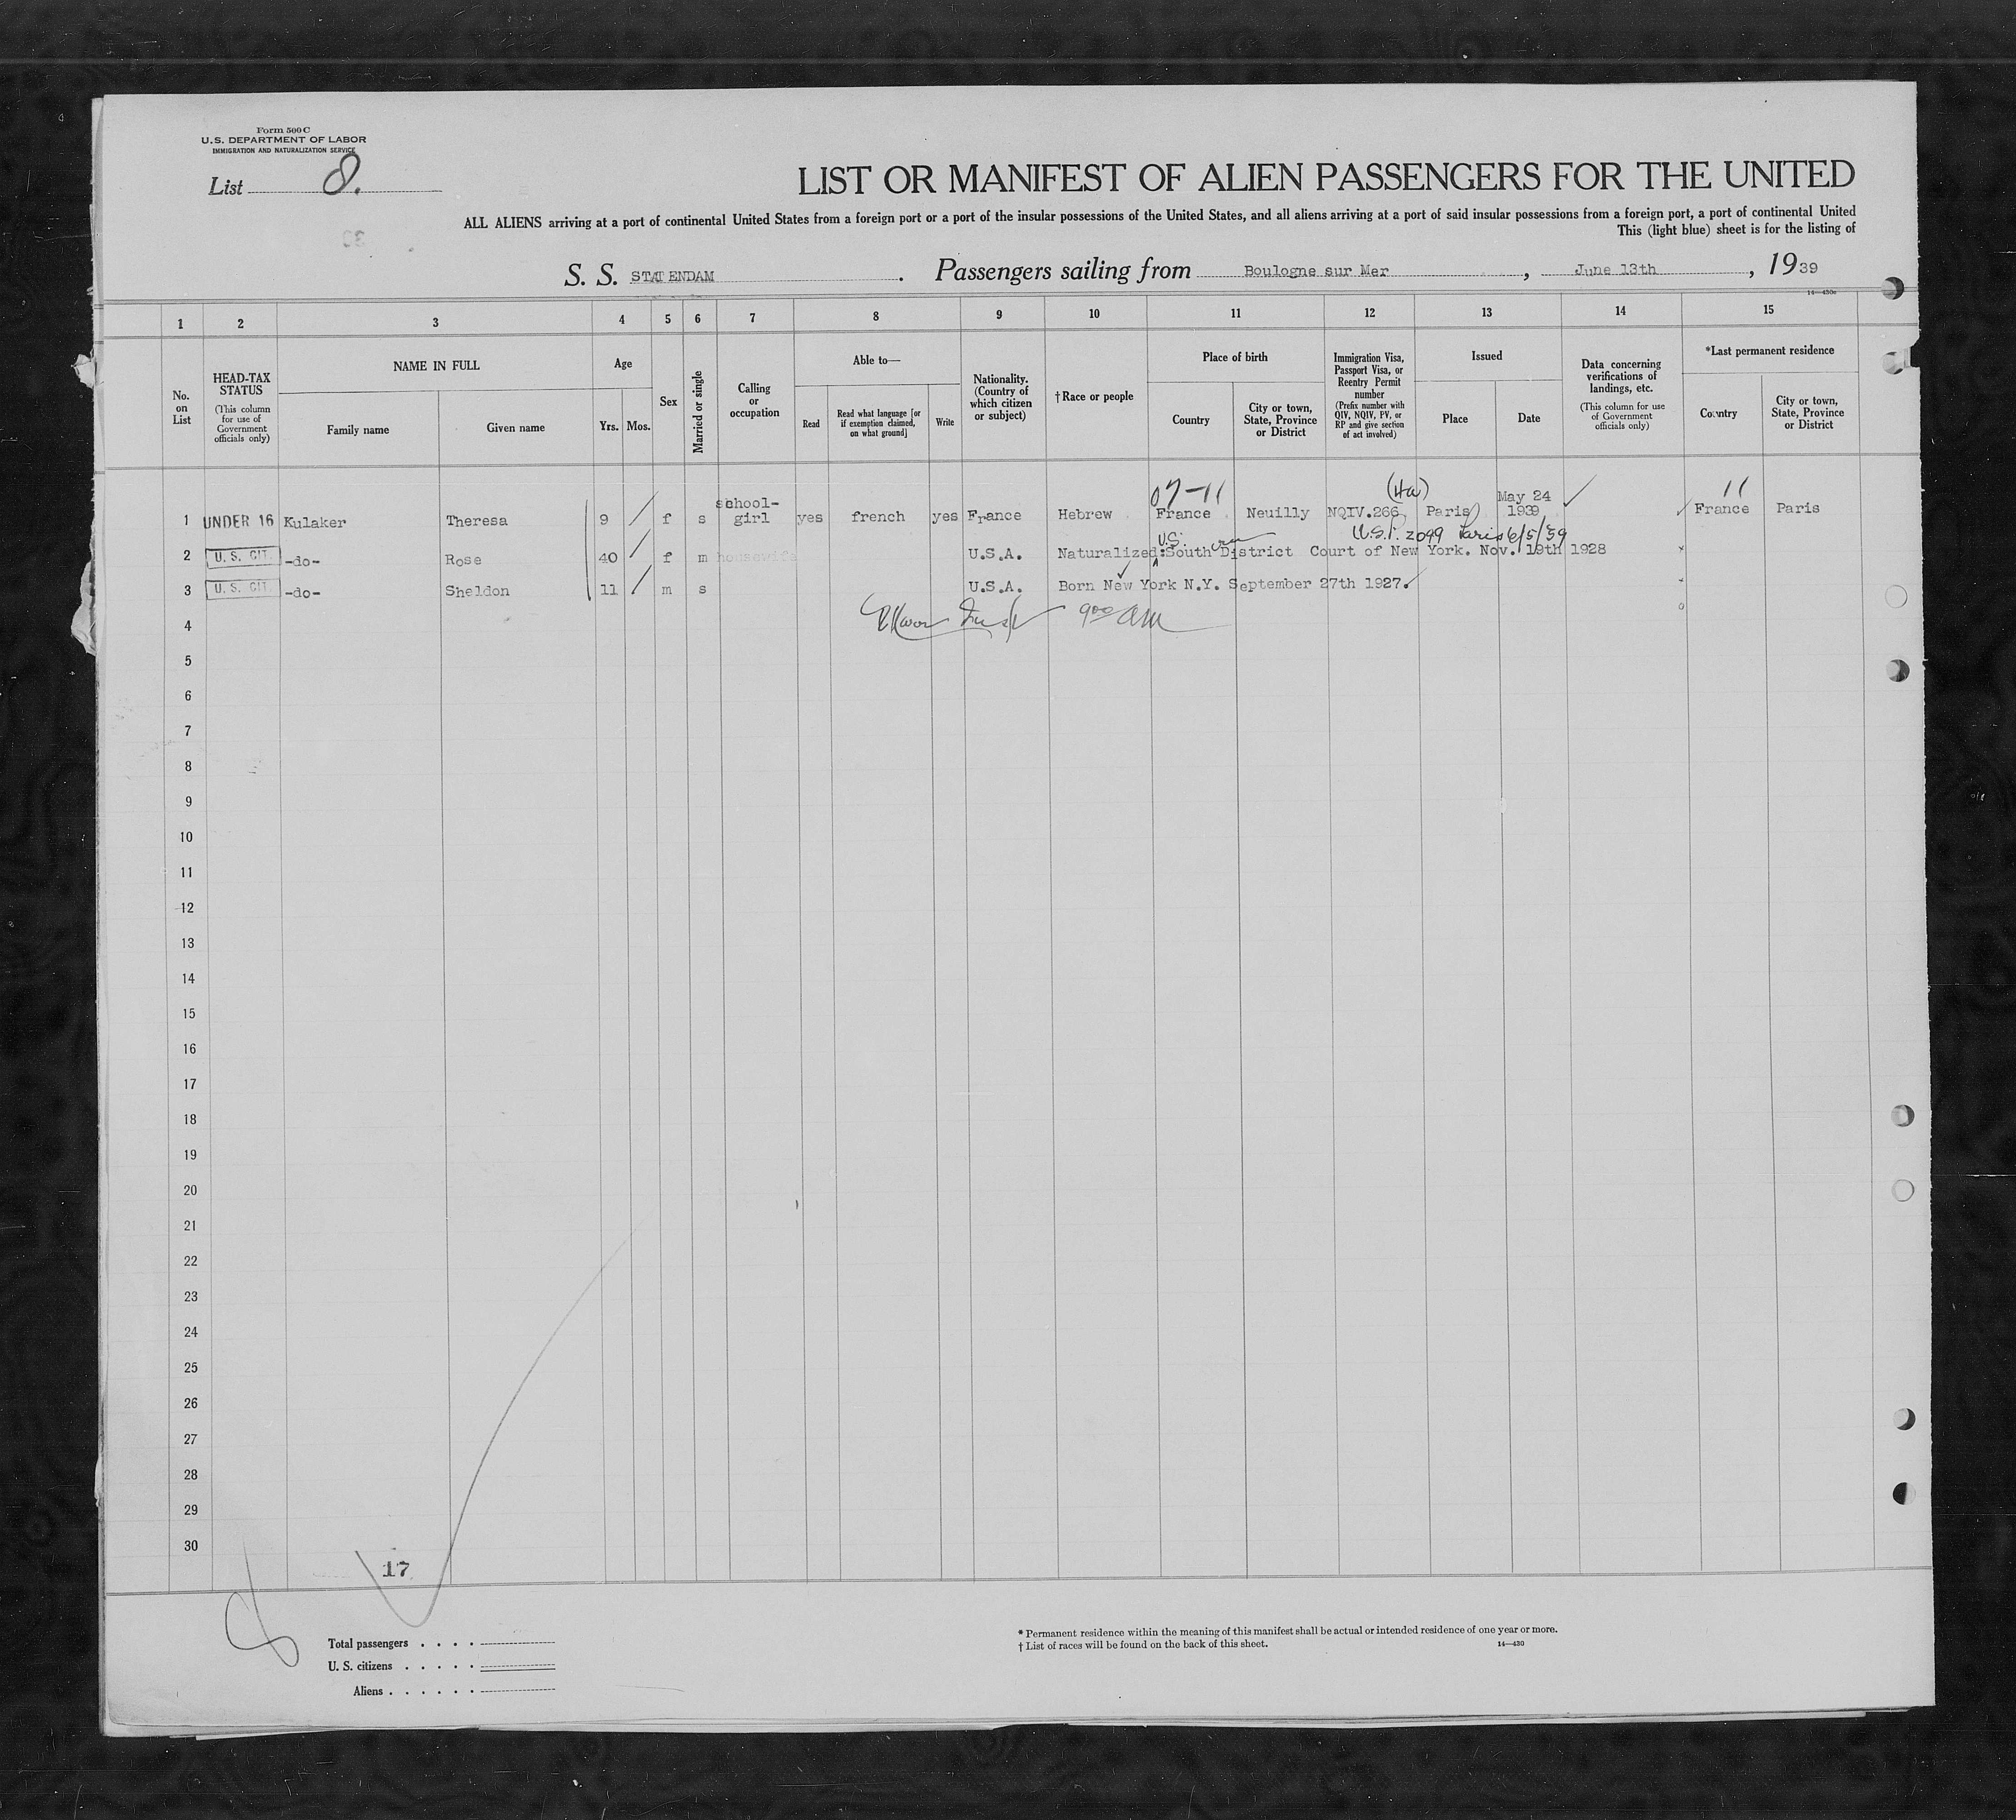 Form 500 C
U.S. DEPARTMENT OF LABOR
IMMIGRATION AND NATURALIZATION SERVICE
List 8.
LIST OR MANIFEST OF ALIEN PASSENGERS FOR THE UNITED
ALL ALIENS arriving at a port of continental United States from a foreign port or a port of the insular possessions of the United States, and all aliens arriving at a port of said insular possessions from a foreign port, a port of continental United
This (light blue) sheet is for the listing of
S. S. STATENDAM . Passengers sailing from Boulogne sur Mer , June 13th , 1939
14—430a
1 2 3 4 5 6 7 8 9 10 11 12 13 14 15
No. on List
HEAD-TAX STATUS (This column for use of Government officials only)
NAME IN FULL
Family name Given name
Age
Yrs. Mos.
Sex
Married or single
Calling or occupation
Able to—
Read
Read what language [or if exemption claimed, on what ground]
Write
Nationality. (Country of which citizen or subject)
†Race or people
Place of birth
Country
City or town, State, Province or District
Immigration Visa, Passport Visa, or Reentry Permit number (Prefix number with QIV, NQIV, PV, or RP and give section of act involved)
Issued
Place Date
Data concerning verifications of landings, etc. (This column for use of Government officials only)
*Last permanent residence
Country
City or town, State, Province or District
07-11 (4a) 11
1 UNDER 16 Kulaker Theresa 9 f s school-girl yes french yes France Hebrew France Neuilly NQIV.266 Paris May 24 1939 France Paris
U.S.P. 2099 Paris 6/5/39
U.S.
2 U. S. CIT. -do- Rose 40 f m housewife U.S.A. Naturalized:South District Court of New York. Nov. 19th 1928
3 U. S. CIT. -do- Sheldon 11 m s U.S.A. Born New York N.Y. September 27th 1927.
4 9 00 am
5
6
7
8
9
10
11
12
13
14
15
16
17
18
19
20
21
22
23
24
25
26
27
28
29
30
17
8
Total passengers . . . .
U. S. citizens . . . . .
Aliens . . . . . .
* Permanent residence within the meaning of this manifest shall be actual or intended residence of one year or more.
† List of races will be found on the back of this sheet. 14—430